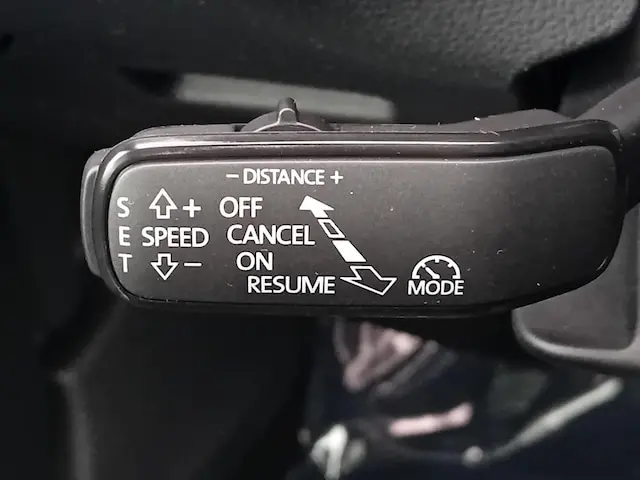 - DISTANCE +
S + OFF
E SPEED CANCEL
T - ON
RESUME
MODE